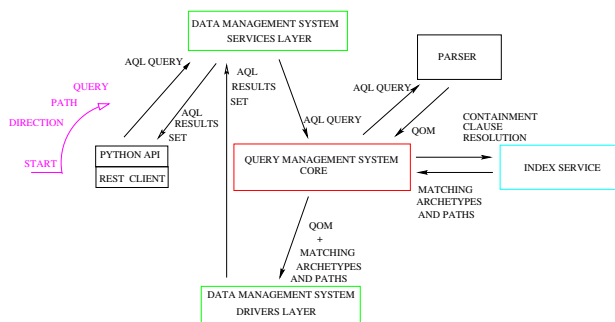 DATA MANAGEMENT SYSTEM
SERVICES LAYER
PARSER
AQL QUERY
AQL
RESULTS
SET
AQL QUERY
QUERY
PATH
DIRECTION
START
AQL
RESULTS
SET
AQL QUERY
QOM
CONTAINMENT
CLAUSE
RESOLUTION
PYTHON API
REST CLIENT
QUERY MANAGEMENT SYSTEM
CORE
INDEX SERVICE
MATCHING
ARCHETYPES
AND PATHS
QOM
+
MATCHING
ARCHETYPES
AND PATHS
DATA MANAGEMENT SYSTEM
DRIVERS LAYER